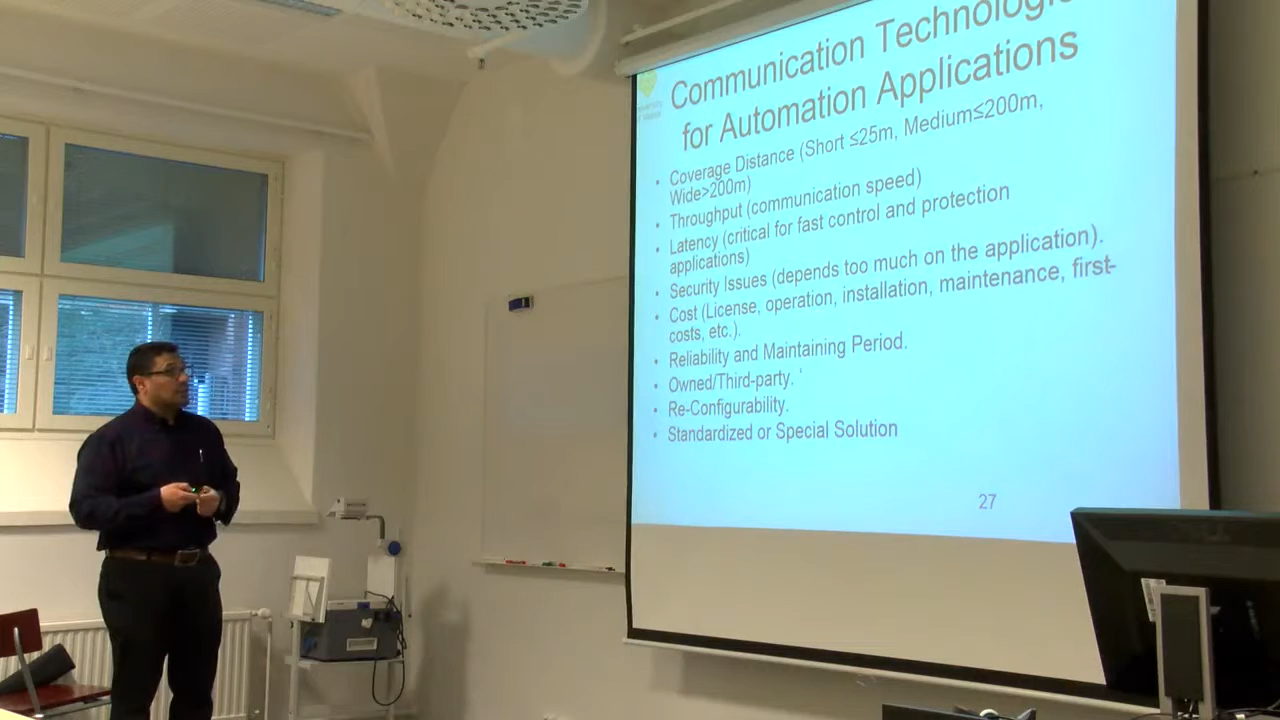 Communication Technologi
for Automation Applications
• Coverage Distance (Short ≤25m, Medium≤200m,
Wide>200m)
• Throughput (communication speed)
• Latency (critical for fast control and protection
applications)
• Security Issues (depends too much on the application).
• Cost (License, operation, installation, maintenance, first-
costs, etc.).
• Reliability and Maintaining Period.
• Owned/Third-party.
• Re-Configurability.
• Standardized or Special Solution
27